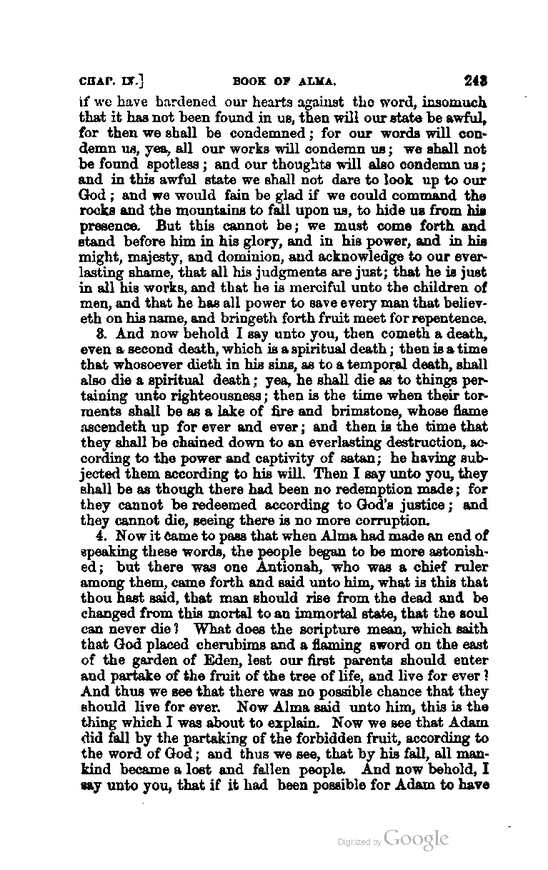 CHAP. IX.] BOOK OF ALMA. 243
if we have hardened our hearts against the word, insomuch
that it has not been found in us, then will our state be awful,
for then we shall be condemned; for our words will con-
demn us, yea, all our works will condemn us; we shall not
be found spotless; and our thoughts will also condemn us;
and in this awful state we shall not dare to look up to our
God; and we would fain be glad if we could command the
rocks and the mountains to fall upon us, to hide us from his
presence. But this cannot be; we must come forth and
stand before him in his glory, and in his power, and in his
might, majesty, and dominion, and acknowledge to our ever-
lasting shame, that all his judgments are just; that he is just
in all his works, and that he is merciful unto the children of
men, and that he has all power to save every man that believ-
eth on his name, and bringeth forth fruit meet for repentence.
3. And now behold I say unto you, then cometh a death,
even a second death, which is a spiritual death; then is a time
that whosoever dieth in his sins, as to a temporal death, shall
also die a spiritual death; yea, he shall die as to things per-
taining unto righteousness; then is the time when their tor-
ments shall be as a lake of fire and brimstone, whose flame
ascendeth up for ever and ever; and then is the time that
they shall be chained down to an everlasting destruction, ac-
cording to the power and captivity of satan; he having sub-
jected them according to his will. Then I say unto you, they
shall be as though there had been no redemption made; for
they cannot be redeemed according to God's justice; and
they cannot die, seeing there is no more corruption.
4. Now it came to pass that when Alma had made an end of
speaking these words, the people began to be more astonish-
ed; but there was one Antionah, who was a chief ruler
among them, came forth and said unto him, what is this that
thou hast said, that man should rise from the dead and be
changed from this mortal to an immortal state, that the soul
can never die? What does the scripture mean, which saith
that God placed cherubims and a flaming sword on the east
of the garden of Eden, lest our first parents should enter
and partake of the fruit of the tree of life, and live for ever?
And thus we see that there was no possible chance that they
should live for ever. Now Alma said unto him, this is the
thing which I was about to explain. Now we see that Adam
did fall by the partaking of the forbidden fruit, according to
the word of God; and thus we see, that by his fall, all man-
kind became a lost and fallen people. And now behold, I
say unto you, that if it had been possible for Adam to have
Digitized by Google